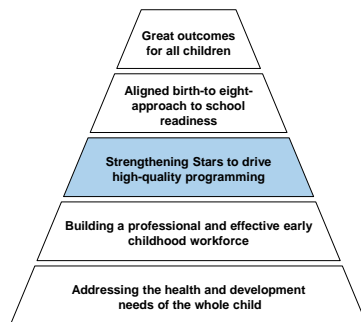 Great outcomes
for all children
Aligned birth-to eight-
approach to school
readiness
Strengthening Stars to drive
high-quality programming
Building a professional and effective early
childhood workforce
Addressing the health and development
needs of the whole child